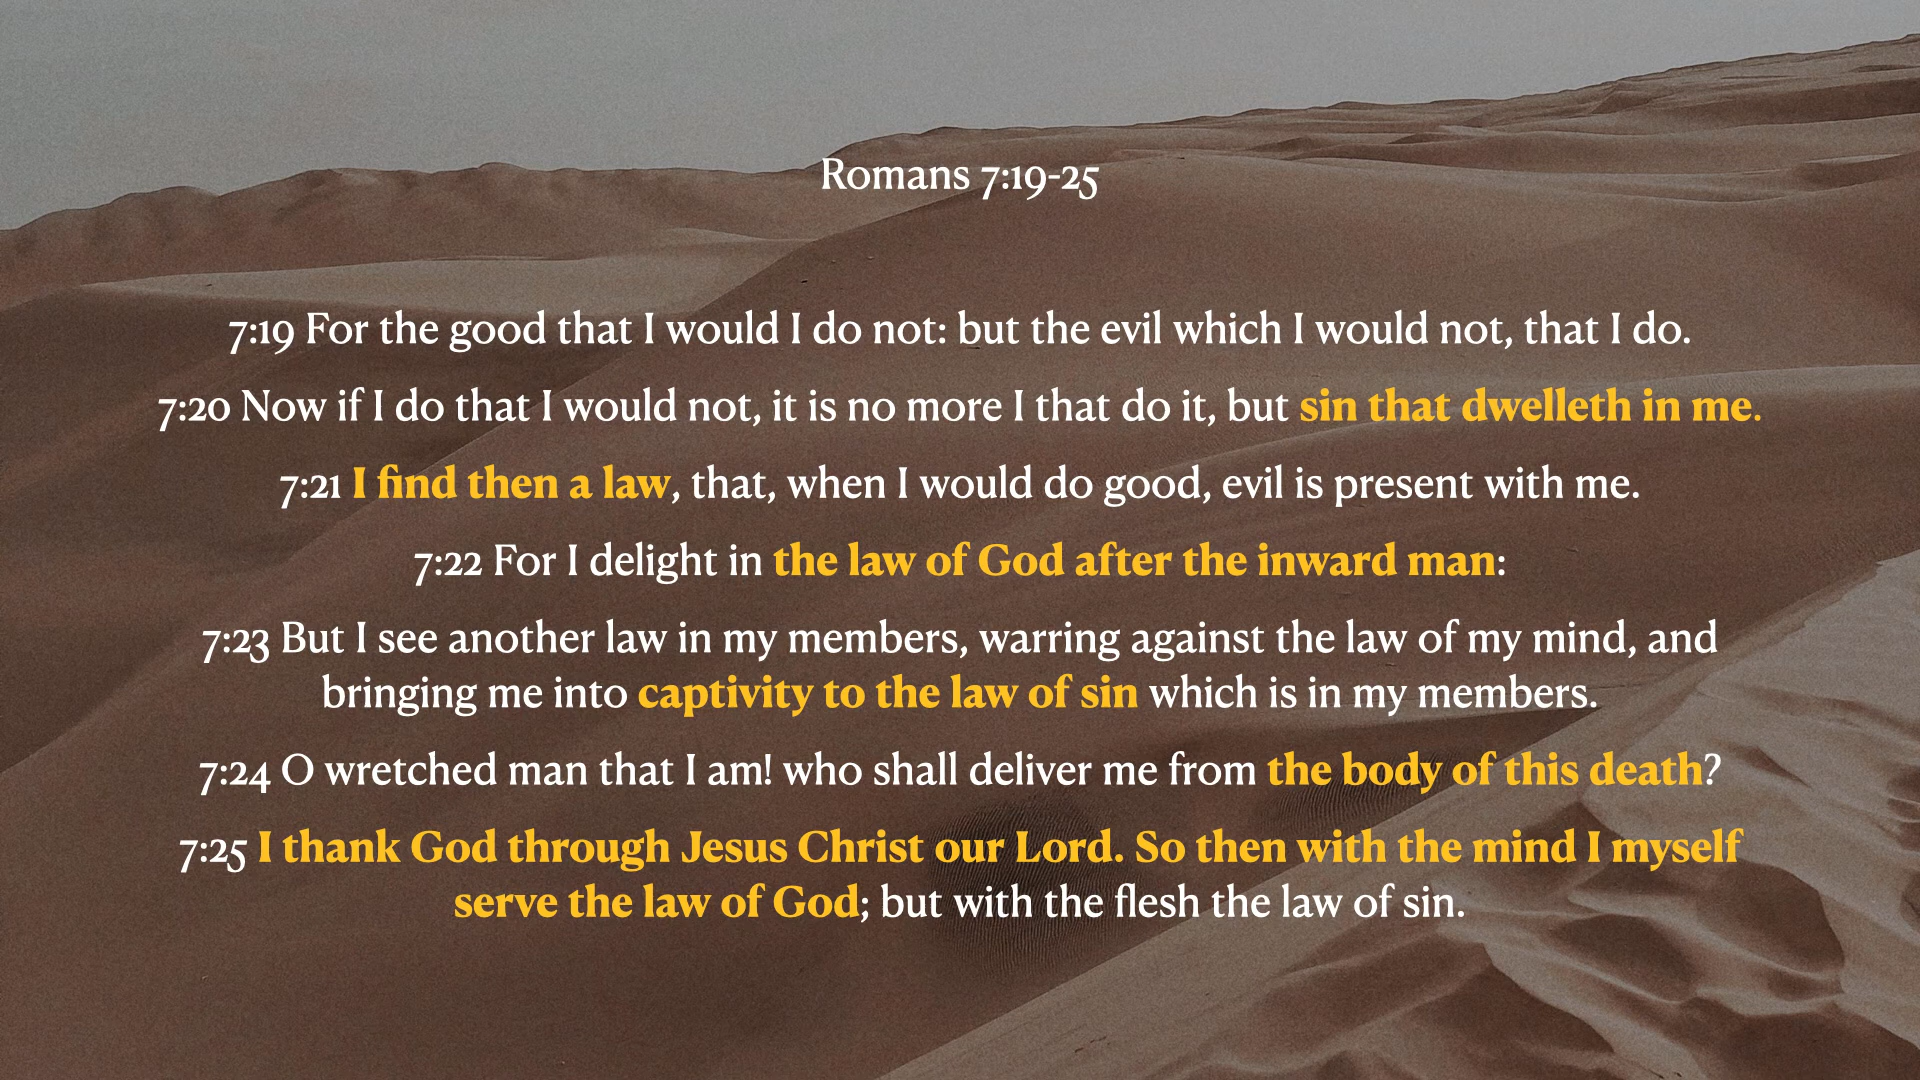 Romans 7:19-25
7:19 For the good that I would I do not: but the evil which I would not, that I do.
7:20 Now if I do that I would not, it is no more I that do it, but sin that dwelleth in me.
7:21 I find then a law, that, when I would do good, evil is present with me.
7:22 For I delight in the law of God after the inward man:
7:23 But I see another law in my members, warring against the law of my mind, and
bringing me into captivity to the law of sin which is in my members.
7:24 O wretched man that I am! who shall deliver me from the body of this death?
7:25 I thank God through Jesus Christ our Lord. So then with the mind I myself
serve the law of God; but with the flesh the law of sin.